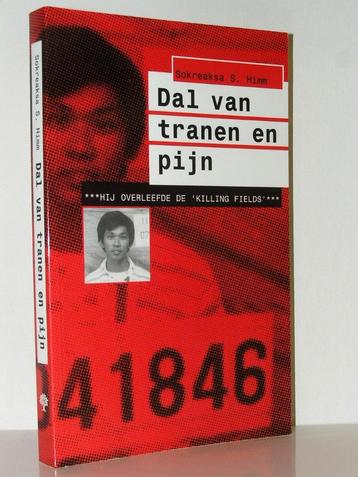 Sokreaksa S. Himm
Dal van
tranen en
pijn
***HIJ OVERLEEFDE DE 'KILLING FIELDS'***
41846
Sokreaksa S. Himm Dal van tranen en pijn